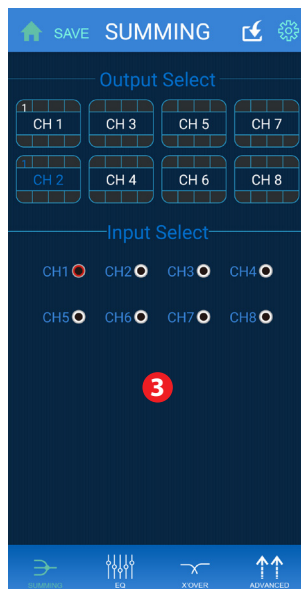 SAVE SUMMING
Output Select
1
CH 1 CH 3 CH 5 CH 7
1
CH 2 CH 4 CH 6 CH 8
Input Select
CH1 CH2 CH3 CH4
CH5 CH6 CH7 CH8
3
SUMMING EQ X'OVER ADVANCED